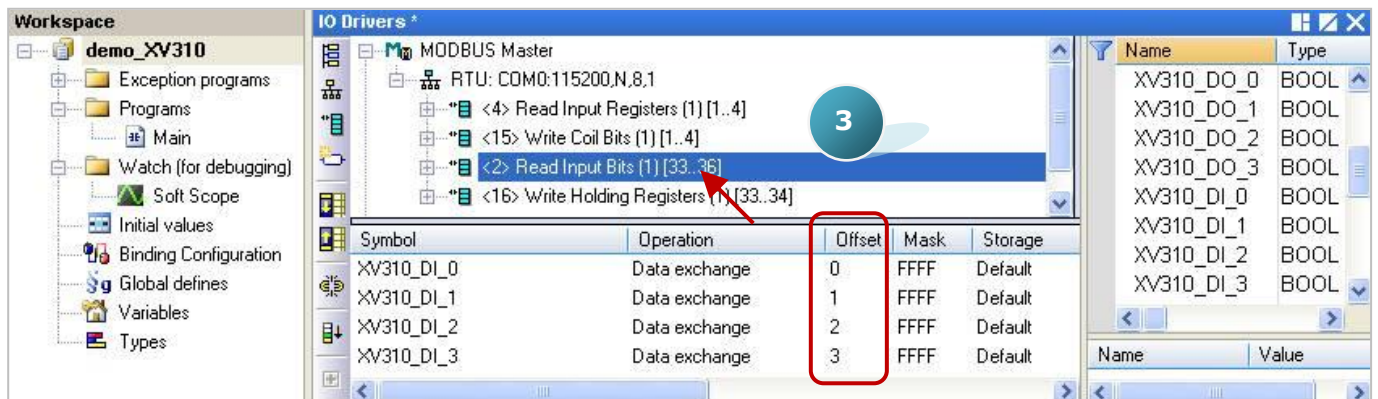 Workspace
demo_XV310
Exception programs
Programs
Main
Watch (for debugging)
Soft Scope
Initial values
Binding Configuration
Global defines
Variables
Types
IO Drivers *
MODBUS Master
RTU: COM0:115200,N,8,1
<4> Read Input Registers (1) [1..4]
<15> Write Coil Bits (1) [1..4]
<2> Read Input Bits (1) [33..36]
<16> Write Holding Registers (1) [33..34]
3
Symbol Operation Offset Mask Storage
XV310_DI_0 Data exchange 0 FFFF Default
XV310_DI_1 Data exchange 1 FFFF Default
XV310_DI_2 Data exchange 2 FFFF Default
XV310_DI_3 Data exchange 3 FFFF Default
Name Type
XV310_DO_0 BOOL
XV310_DO_1 BOOL
XV310_DO_2 BOOL
XV310_DO_3 BOOL
XV310_DI_0 BOOL
XV310_DI_1 BOOL
XV310_DI_2 BOOL
XV310_DI_3 BOOL
Name Value